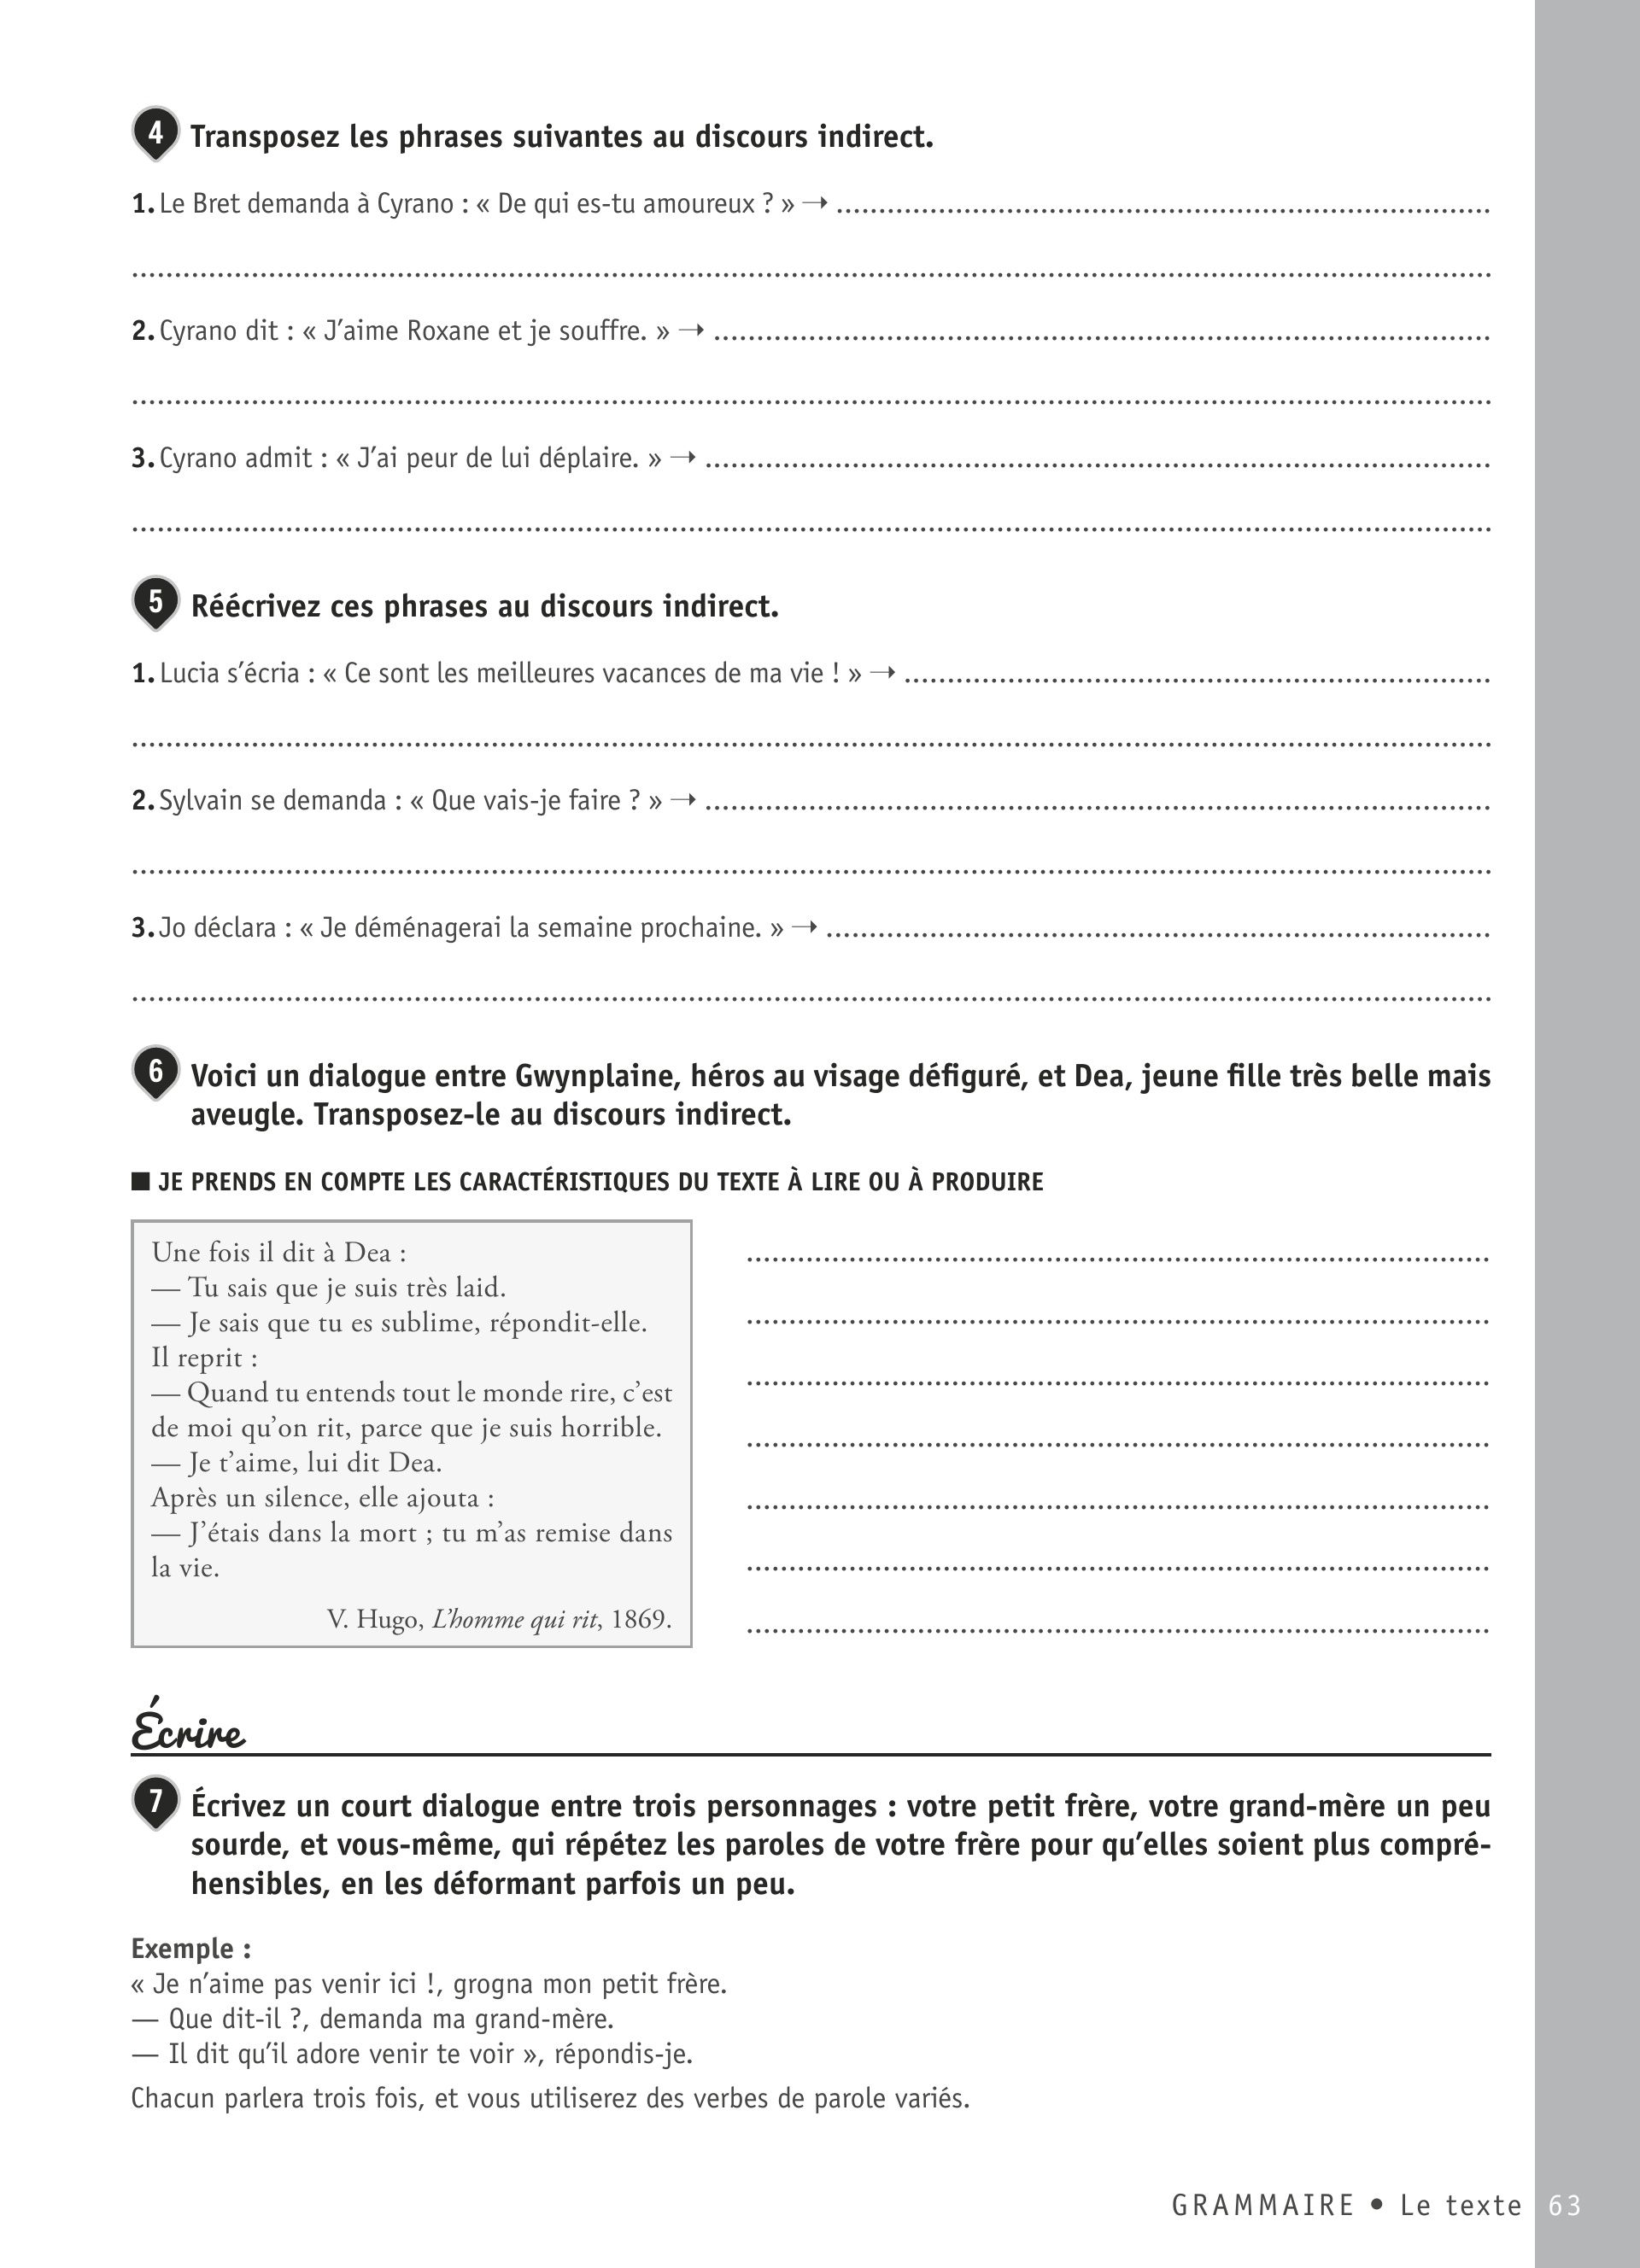 4 Transposez les phrases suivantes au discours indirect.
1. Le Bret demanda à Cyrano : « De qui es-tu amoureux ? » → ..........
..........
2. Cyrano dit : « J’aime Roxane et je souffre. » → ..........
..........
3. Cyrano admit : « J’ai peur de lui déplaire. » → ..........
..........
5 Réécrivez ces phrases au discours indirect.
1. Lucia s’écria : « Ce sont les meilleures vacances de ma vie ! » → ..........
..........
2. Sylvain se demanda : « Que vais-je faire ? » → ..........
..........
3. Jo déclara : « Je déménagerai la semaine prochaine. » → ..........
..........
6 Voici un dialogue entre Gwynplaine, héros au visage défiguré, et Dea, jeune fille très belle mais
aveugle. Transposez-le au discours indirect.
■ JE PRENDS EN COMPTE LES CARACTÉRISTIQUES DU TEXTE À LIRE OU À PRODUIRE
Une fois il dit à Dea :
— Tu sais que je suis très laid.
— Je sais que tu es sublime, répondit-elle.
Il reprit :
— Quand tu entends tout le monde rire, c’est
de moi qu’on rit, parce que je suis horrible.
— Je t’aime, lui dit Dea.
Après un silence, elle ajouta :
— J’étais dans la mort ; tu m’as remise dans
la vie.
V. Hugo, L’homme qui rit, 1869.
..........
..........
..........
..........
..........
..........
..........
Écrire
7 Écrivez un court dialogue entre trois personnages : votre petit frère, votre grand-mère un peu
sourde, et vous-même, qui répétez les paroles de votre frère pour qu’elles soient plus compré-
hensibles, en les déformant parfois un peu.
Exemple :
« Je n’aime pas venir ici !, grogna mon petit frère.
— Que dit-il ?, demanda ma grand-mère.
— Il dit qu’il adore venir te voir », répondis-je.
Chacun parlera trois fois, et vous utiliserez des verbes de parole variés.
GRAMMAIRE • Le texte 63